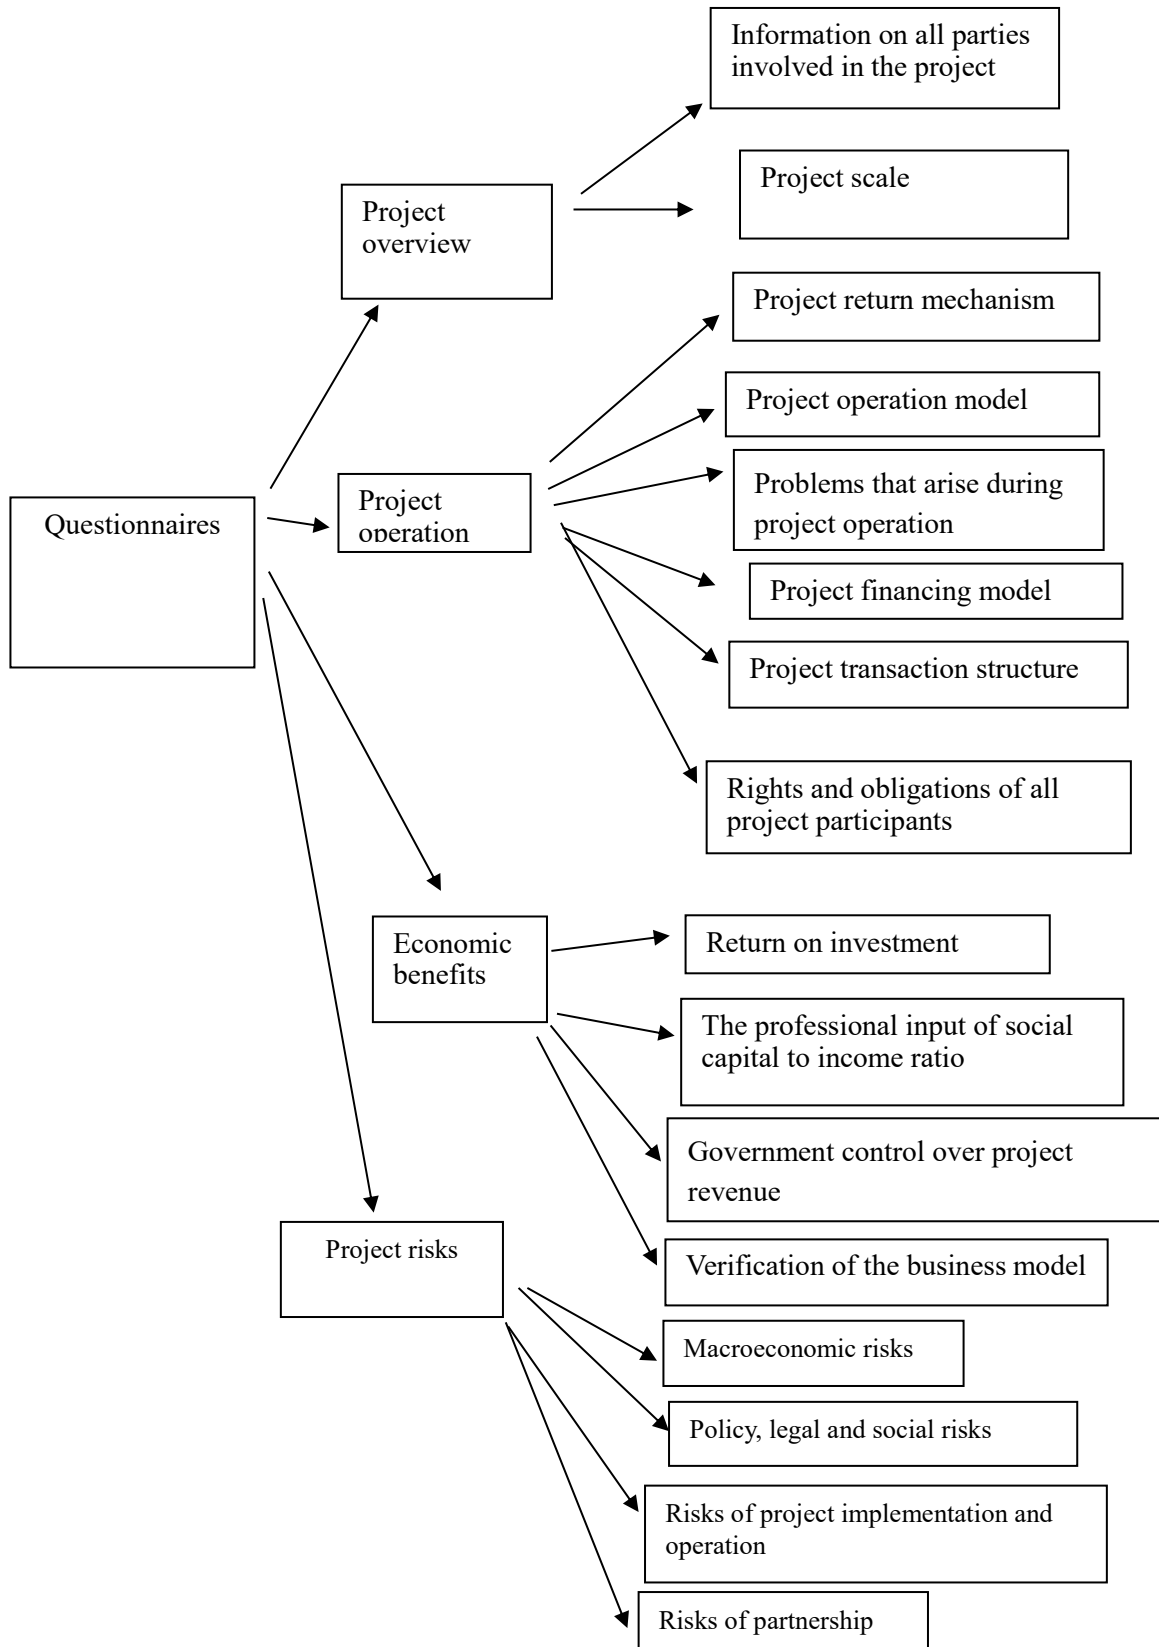 Information on all parties
involved in the project
Project scale
Project
overview
Project return mechanism
Project operation model
Problems that arise during
project operation
Project
operation
Questionnaires
Project financing model
Project transaction structure
Rights and obligations of all
project participants
Economic
benefits
Return on investment
The professional input of social
capital to income ratio
Government control over project
revenue
Verification of the business model
Project risks
Macroeconomic risks
Policy, legal and social risks
Risks of project implementation and
operation
Risks of partnership